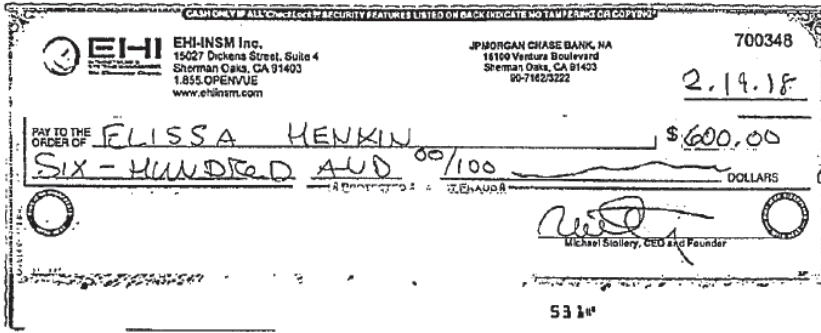 CASH ONLY IF ALL CheckLock™ SECURITY FEATURES LISTED ON BACK INDICATE NO TAMPERING OR COPYING
EHI
EHI-INSM Inc.
15027 Dickens Street, Suite 4
Sherman Oaks, CA 91403
1.855.OPENVUE
www.ehiinsm.com
JPMORGAN CHASE BANK, NA
16100 Ventura Boulevard
Sherman Oaks, CA 91403
90-7162/3222
700348
2.19.18
PAY TO THE ORDER OF ELISSA HENKIN $ 600.00
SIX-HUNDRED AND 00/100 DOLLARS
Michael Stollery, CEO and Founder
531